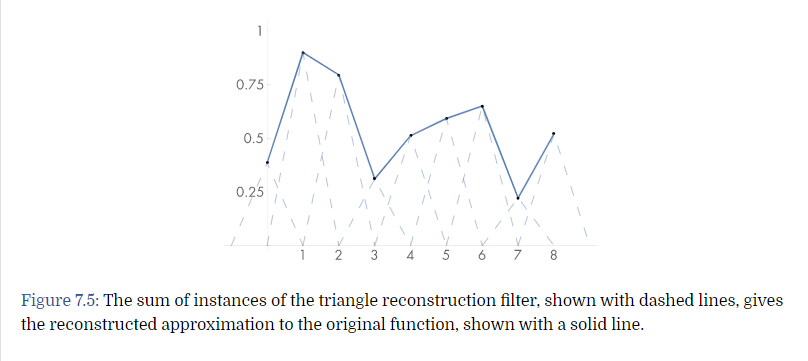 1
0.75
0.5
0.25
1 2 3 4 5 6 7 8
Figure 7.5: The sum of instances of the triangle reconstruction filter, shown with dashed lines, gives
the reconstructed approximation to the original function, shown with a solid line.